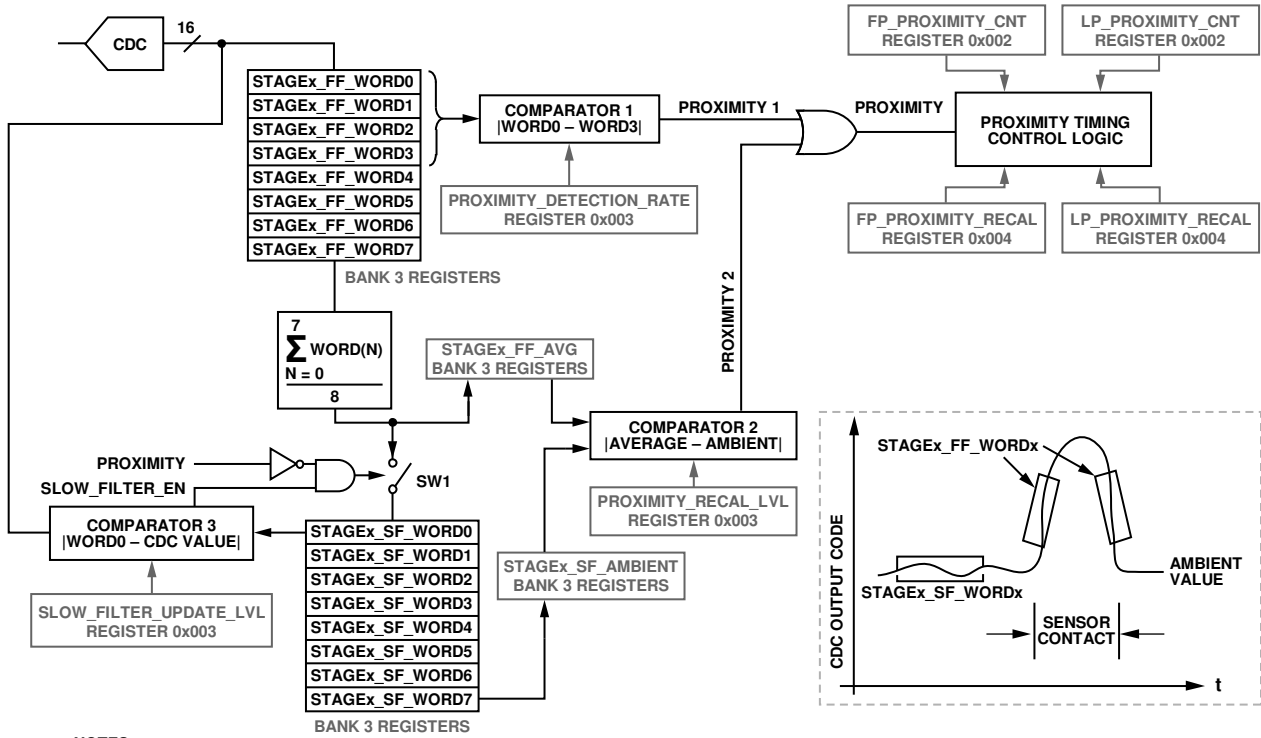 CDC
16
STAGEx_FF_WORD0
STAGEx_FF_WORD1
STAGEx_FF_WORD2
STAGEx_FF_WORD3
STAGEx_FF_WORD4
STAGEx_FF_WORD5
STAGEx_FF_WORD6
STAGEx_FF_WORD7
BANK 3 REGISTERS
COMPARATOR 1
|WORD0 – WORD3|
PROXIMITY_DETECTION_RATE
REGISTER 0x003
PROXIMITY 1
PROXIMITY
FP_PROXIMITY_CNT
REGISTER 0x002
LP_PROXIMITY_CNT
REGISTER 0x002
PROXIMITY TIMING
CONTROL LOGIC
FP_PROXIMITY_RECAL
REGISTER 0x004
LP_PROXIMITY_RECAL
REGISTER 0x004
PROXIMITY 2
7
Σ WORD(N)
N = 0
8
STAGEx_FF_AVG
BANK 3 REGISTERS
COMPARATOR 2
|AVERAGE – AMBIENT|
PROXIMITY_RECAL_LVL
REGISTER 0x003
PROXIMITY
SLOW_FILTER_EN
SW1
COMPARATOR 3
|WORD0 – CDC VALUE|
SLOW_FILTER_UPDATE_LVL
REGISTER 0x003
STAGEx_SF_WORD0
STAGEx_SF_WORD1
STAGEx_SF_WORD2
STAGEx_SF_WORD3
STAGEx_SF_WORD4
STAGEx_SF_WORD5
STAGEx_SF_WORD6
STAGEx_SF_WORD7
BANK 3 REGISTERS
STAGEx_SF_AMBIENT
BANK 3 REGISTERS
CDC OUTPUT CODE
STAGEx_FF_WORDx
STAGEx_SF_WORDx
AMBIENT
VALUE
SENSOR
CONTACT
t